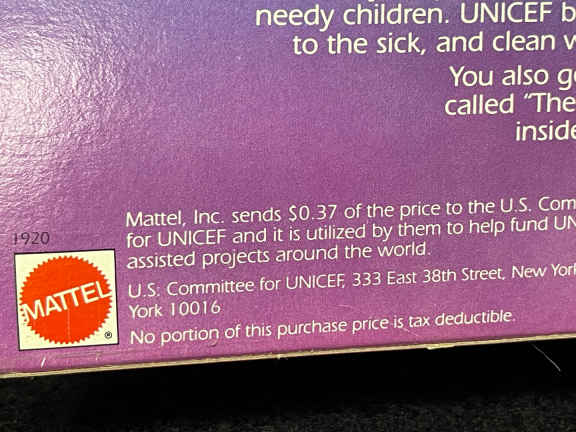 needy children. UNICEF
to the sick, and clean
You also
called “The
inside
Mattel, Inc. sends $0.37 of the price to the U.S. Com
for UNICEF and it is utilized by them to help fund UN
assisted projects around the world.
1920
MATTEL
®
U.S. Committee for UNICEF, 333 East 38th Street, New York
York 10016
No portion of this purchase price is tax deductible.